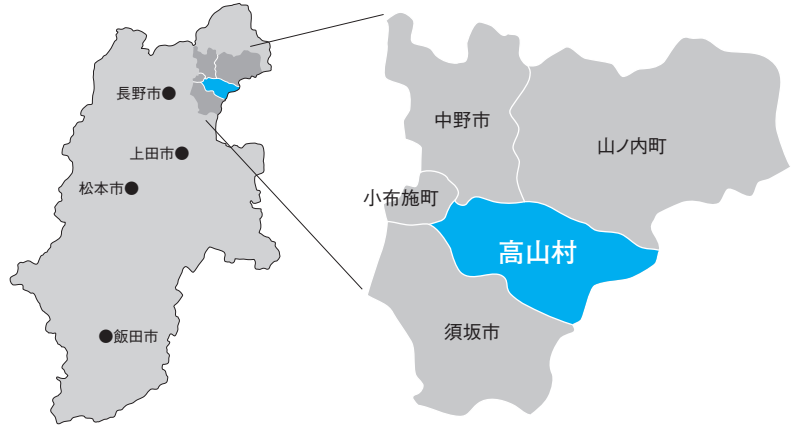 長野市
上田市
松本市
飯田市
中野市
山ノ内町
小布施町
高山村
須坂市